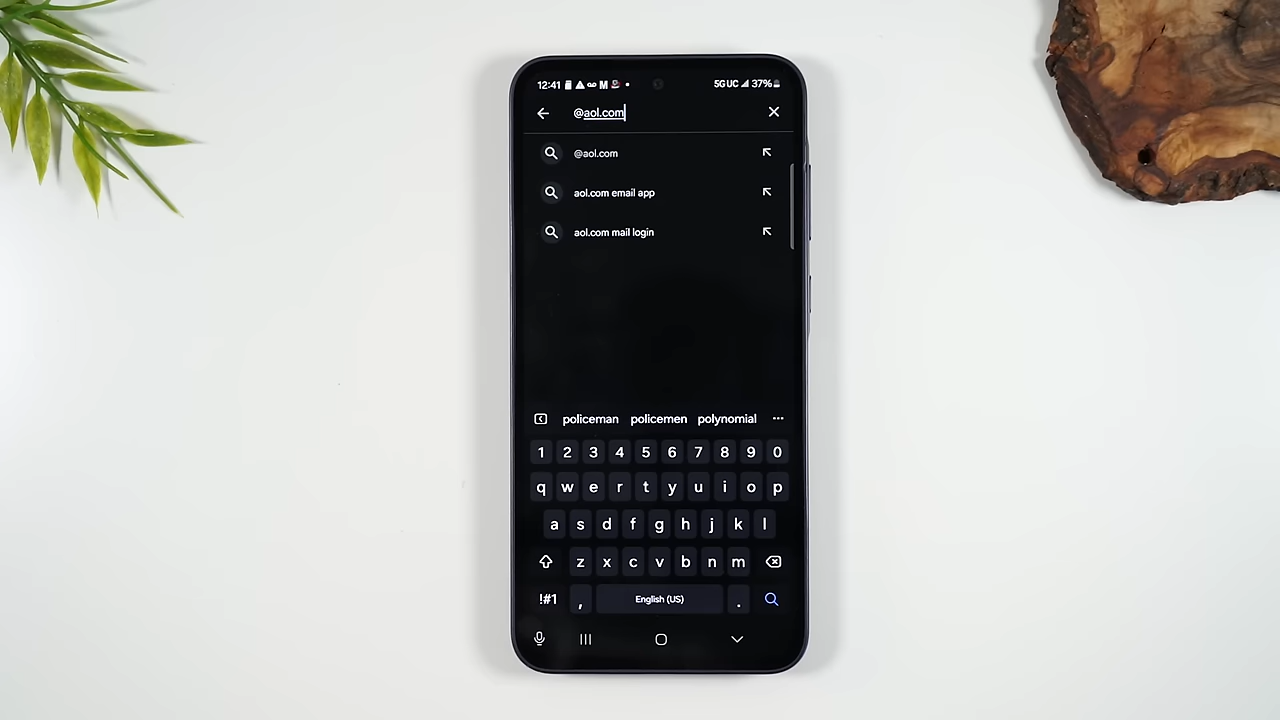 12:41 M 5G UC 37%
@aol.com
@aol.com
aol.com email app
aol.com mail login
policeman policemen polynomial
1 2 3 4 5 6 7 8 9 0
q w e r t y u i o p
a s d f g h j k l
z x c v b n m
!#1 , English (US) .